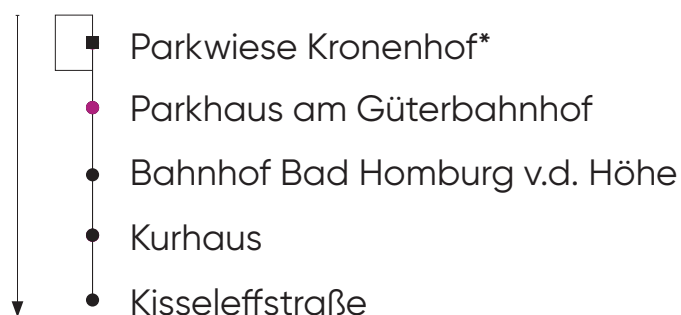 Parkwiese Kronenhof*
Parkhaus am Güterbahnhof
Bahnhof Bad Homburg v.d. Höhe
Kurhaus
Kisseleffstraße